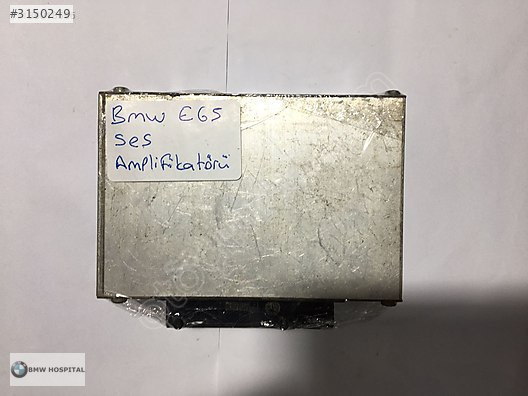 #3150249
Bmw E65
Ses
Amplifikatörü
BMW HOSPITAL